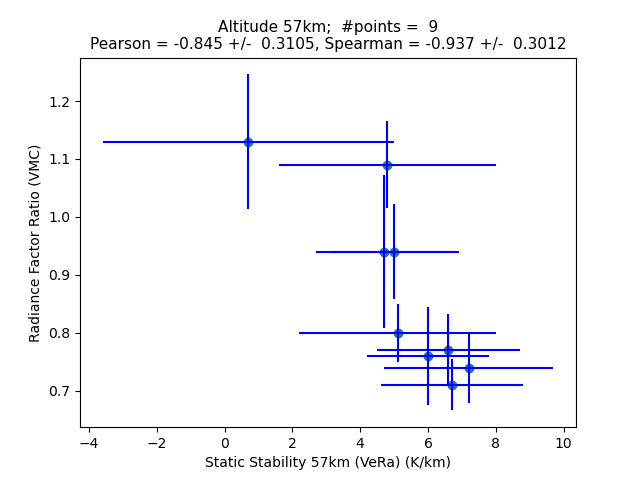 Altitude 57km;  #points =  9
Pearson = -0.845 +/-  0.3105, Spearman = -0.937 +/-  0.3012
1.2
1.1
1.0
0.9
0.8
0.7
Radiance Factor Ratio (VMC)
−4 −2 0 2 4 6 8 10
Static Stability 57km (VeRa) (K/km)